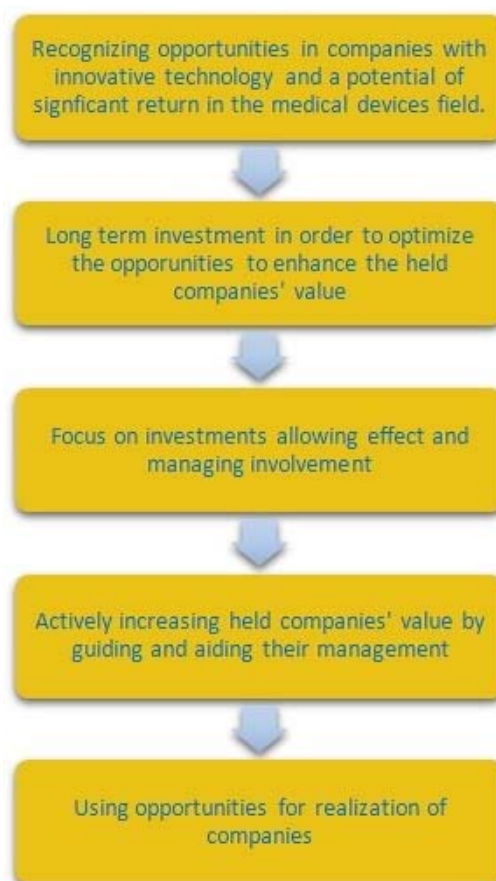 Recognizing opportunities in companies with
innovative technology and a potential of
signficant return in the medical devices field.
Long term investment in order to optimize
the opporunities to enhance the held
companies' value
Focus on investments allowing effect and
managing involvement
Actively increasing held companies' value by
guiding and aiding their management
Using opportunities for realization of
companies